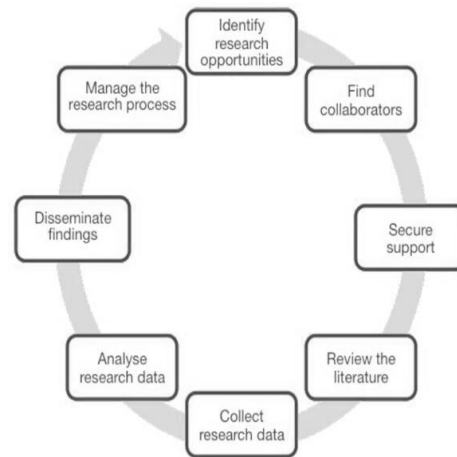 Identify
research
opportunities
Find
collaborators
Secure
support
Review the
literature
Collect
research data
Analyse
research data
Disseminate
findings
Manage the
research process